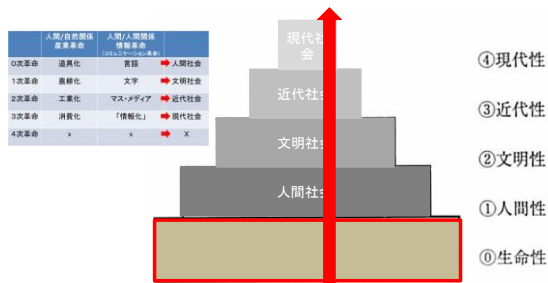 人間/自然関係 人間/人間関係
産業革命 情報革命
(コミュニケーション革命)
0次革命 道具化 言語 人間社会
1次革命 農耕化 文字 文明社会
2次革命 工業化 マス・メディア 近代社会
3次革命 消費化 「情報化」 現代社会
4次革命 x x X
現代社
会
近代社会
文明社会
人間社会
④現代性
③近代性
②文明性
①人間性
⓪生命性